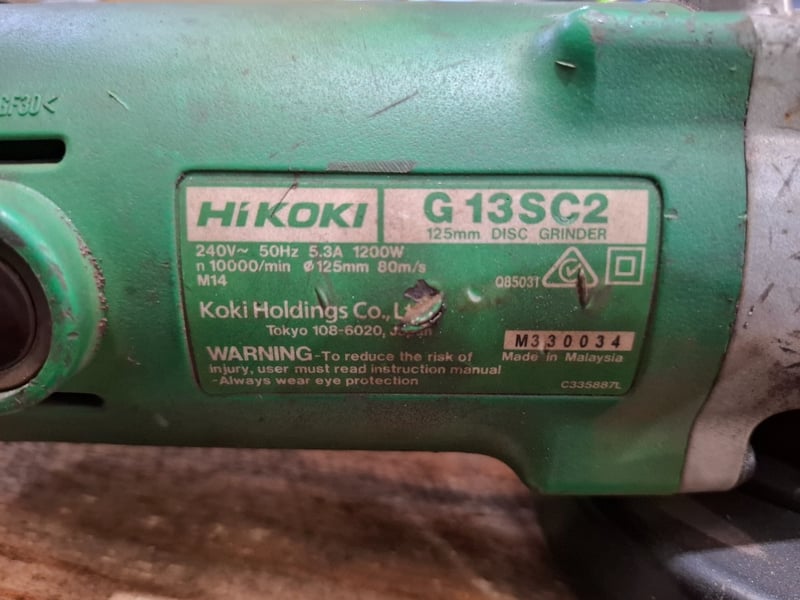 GF30<
HiKOKI
G 13SC2
125mm DISC GRINDER
240V~ 50Hz 5.3A 1200W
n 10000/min ø125mm 80m/s
M14
Q8503T
Koki Holdings Co.,
Tokyo 108-6020,
M330034
Made in Malaysia
WARNING-To reduce the risk of
injury, user must read instruction manual
-Always wear eye protection
C335887L